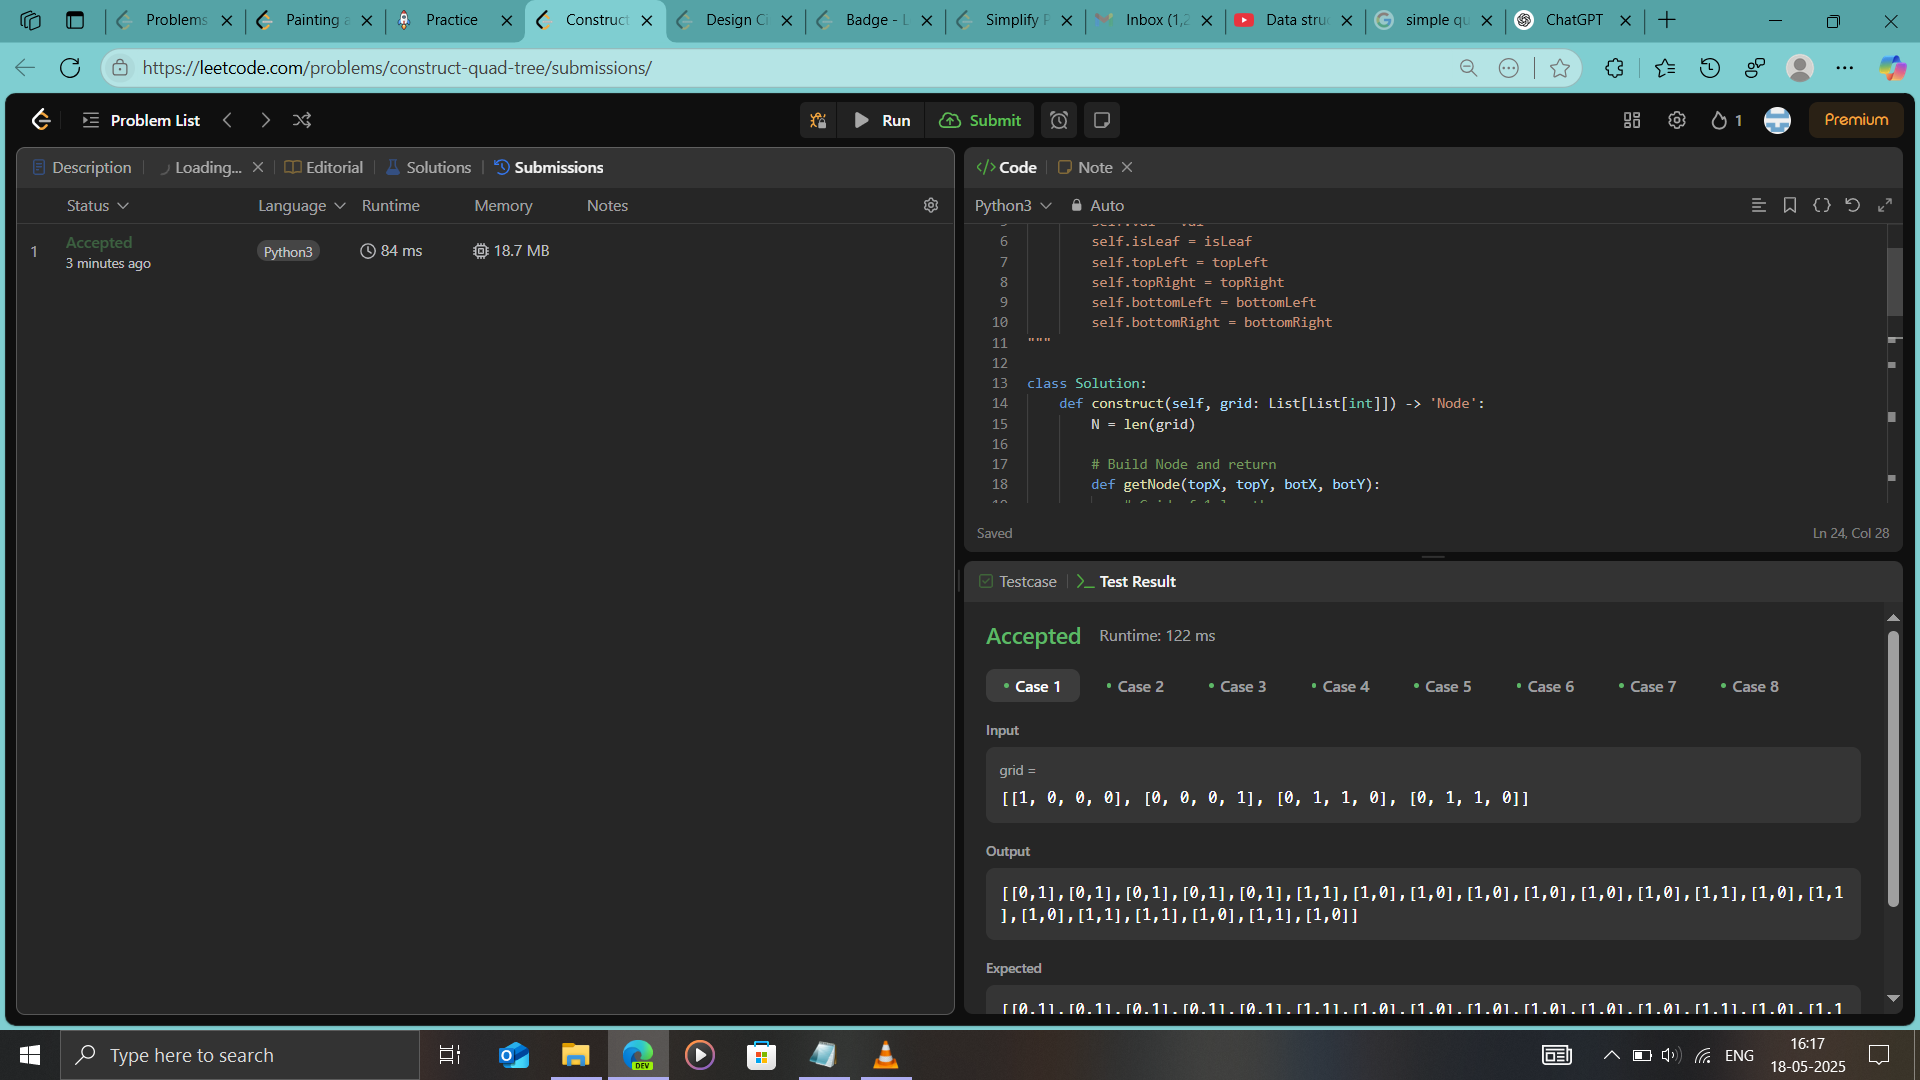 Problems
Painting a
Practice
Construct
Design Ci
Badge - L
Simplify P
Inbox (1,2
Data stru
simple qu
ChatGPT
https://leetcode.com/problems/construct-quad-tree/submissions/
Problem List
Run
Submit
1
Premium
Description
Loading...
Editorial
Solutions
Submissions
Status
Language
Runtime
Memory
Notes
1
Accepted
3 minutes ago
Python3
84 ms
18.7 MB
Code
Note
Python3
Auto
6 self.isLeaf = isLeaf
7 self.topLeft = topLeft
8 self.topRight = topRight
9 self.bottomLeft = bottomLeft
10 self.bottomRight = bottomRight
11 """
12
13 class Solution:
14 def construct(self, grid: List[List[int]]) -> 'Node':
15 N = len(grid)
16
17 # Build Node and return
18 def getNode(topX, topY, botX, botY):
Saved
Ln 24, Col 28
Testcase
Test Result
Accepted
Runtime: 122 ms
Case 1
Case 2
Case 3
Case 4
Case 5
Case 6
Case 7
Case 8
Input
grid =
[[1, 0, 0, 0], [0, 0, 0, 1], [0, 1, 1, 0], [0, 1, 1, 0]]
Output
[[0,1],[0,1],[0,1],[0,1],[0,1],[1,1],[1,0],[1,0],[1,0],[1,0],[1,0],[1,0],[1,1],[1,0],[1,1
],[1,0],[1,1],[1,1],[1,0],[1,1],[1,0]]
Expected
[[0,1],[0,1],[0,1],[0,1],[0,1],[1,1],[1,0],[1,0],[1,0],[1,0],[1,0],[1,0],[1,1],[1,0],[1,1
Type here to search
DEV
ENG
16:17
18-05-2025